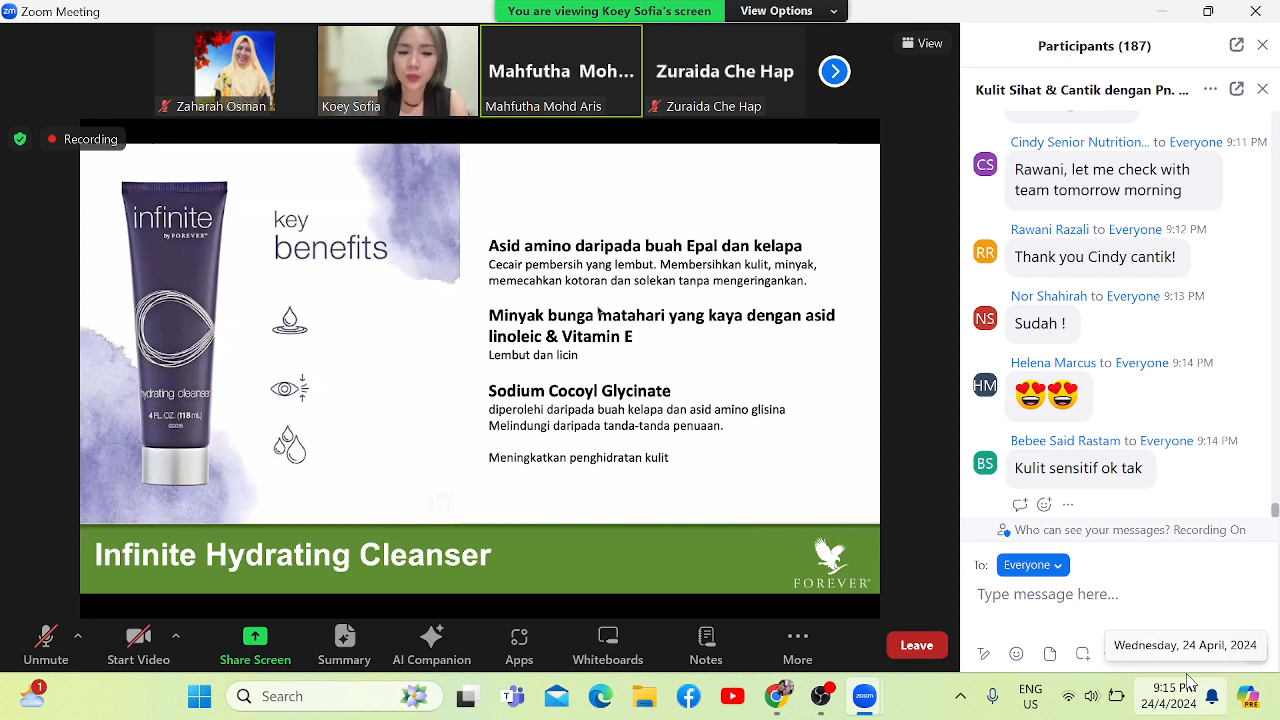 Zoom Meeting
You are viewing Koey Sofia's screen
View Options
View
Zaharah Osman
Koey Sofia
Mahfutha Moh...
Mahfutha Mohd Aris
Zuraida Che Hap
Zuraida Che Hap
Recording
infinite
by FOREVER™
hydrating cleanser
4 FL. OZ. (118 mL)
key
benefits
Asid amino daripada buah Epal dan kelapa
Cecair pembersih yang lembut. Membersihkan kulit, minyak,
memecahkan kotoran dan solekan tanpa mengeringankan.
Minyak bunga matahari yang kaya dengan asid
linoleic & Vitamin E
Lembut dan licin
Sodium Cocoyl Glycinate
diperolehi daripada buah kelapa dan asid amino glisina
Melindungi daripada tanda-tanda penuaan.
Meningkatkan penghidratan kulit
Infinite Hydrating Cleanser
FOREVER
Participants (187)
Kulit Sihat & Cantik dengan Pn. ...
Cindy Senior Nutrition... to Everyone 9:11 PM
CS
Rawani, let me check with
team tomorrow morning
Rawani Razali to Everyone 9:12 PM
RR
Thank you Cindy cantik!
Nor Shahirah to Everyone 9:13 PM
NS
Sudah !
Helena Marcus to Everyone 9:14 PM
HM
Bebee Said Rastam to Everyone 9:14 PM
BS
Kulit sensitif ok tak
Who can see your messages? Recording On
To: Everyone
Type message here...
Wednesday, 24 April, 2024
Unmute
Start Video
Share Screen
Summary
AI Companion
Apps
Whiteboards
Notes
More
Leave
1
Search
zoom
ENG
US
9:15 PM
24/4/2024
PRE